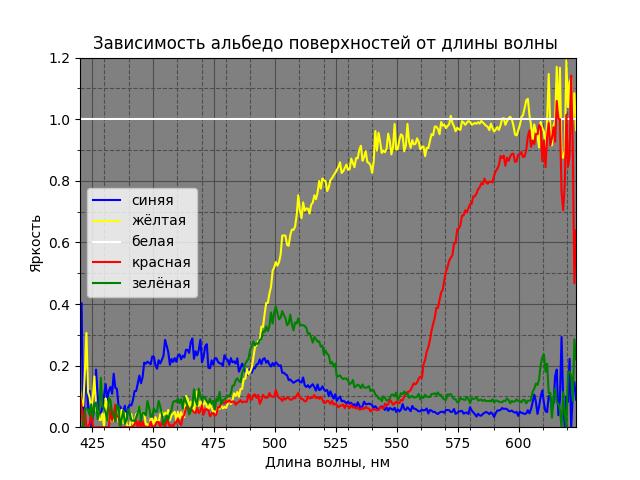 Зависимость альбедо поверхностей от длины волны
1.2
1.0
0.8
0.6
0.4
0.2
0.0
Яркость
синяя
жёлтая
белая
красная
зелёная
425 450 475 500 525 550 575 600
Длина волны, нм